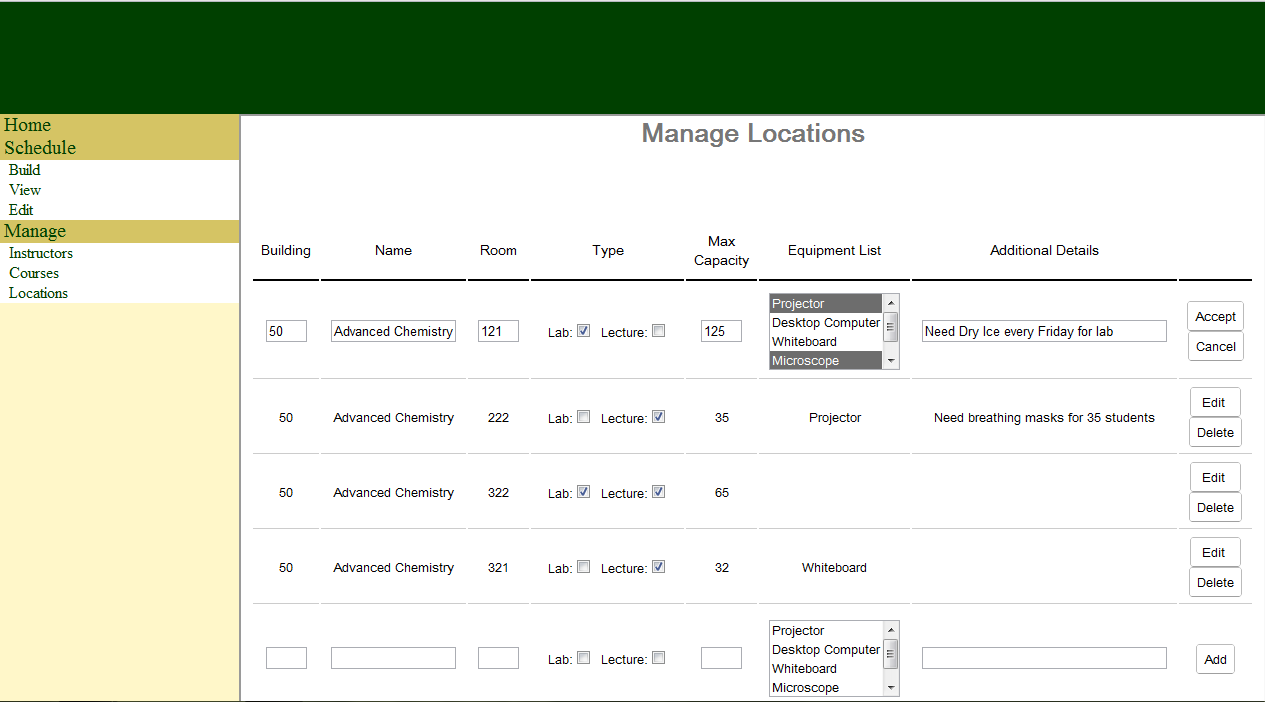 Home
Schedule
Build
View
Edit
Manage
Instructors
Courses
Locations
Manage Locations
Building Name Room Type Max Capacity Equipment List Additional Details
50 Advanced Chemistry 121 Lab: Lecture: 125 Projector Need Dry Ice every Friday for lab Accept
Desktop Computer
Whiteboard Cancel
Microscope
50 Advanced Chemistry 222 Lab: Lecture: 35 Projector Need breathing masks for 35 students Edit
Delete
50 Advanced Chemistry 322 Lab: Lecture: 65 Edit
Delete
50 Advanced Chemistry 321 Lab: Lecture: 32 Whiteboard Edit
Delete
Lab: Lecture: Projector Add
Desktop Computer
Whiteboard
Microscope